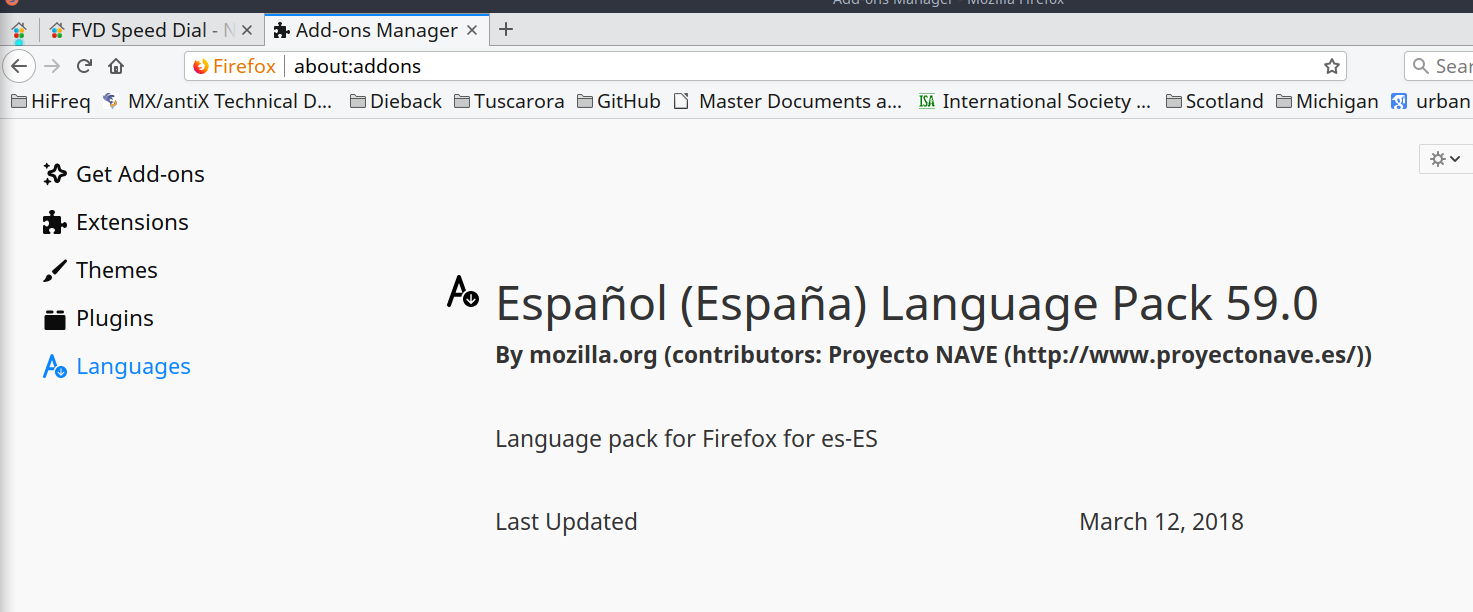 Add-ons Manager - Mozilla Firefox
FVD Speed Dial - N
Add-ons Manager
Firefox about:addons
Sear
HiFreq MX/antiX Technical D... Dieback Tuscarora GitHub Master Documents a... ISA International Society ... Scotland Michigan urban
Get Add-ons
Extensions
Themes
Plugins
Languages
Español (España) Language Pack 59.0
By mozilla.org (contributors: Proyecto NAVE (http://www.proyectonave.es/))
Language pack for Firefox for es-ES
Last Updated March 12, 2018